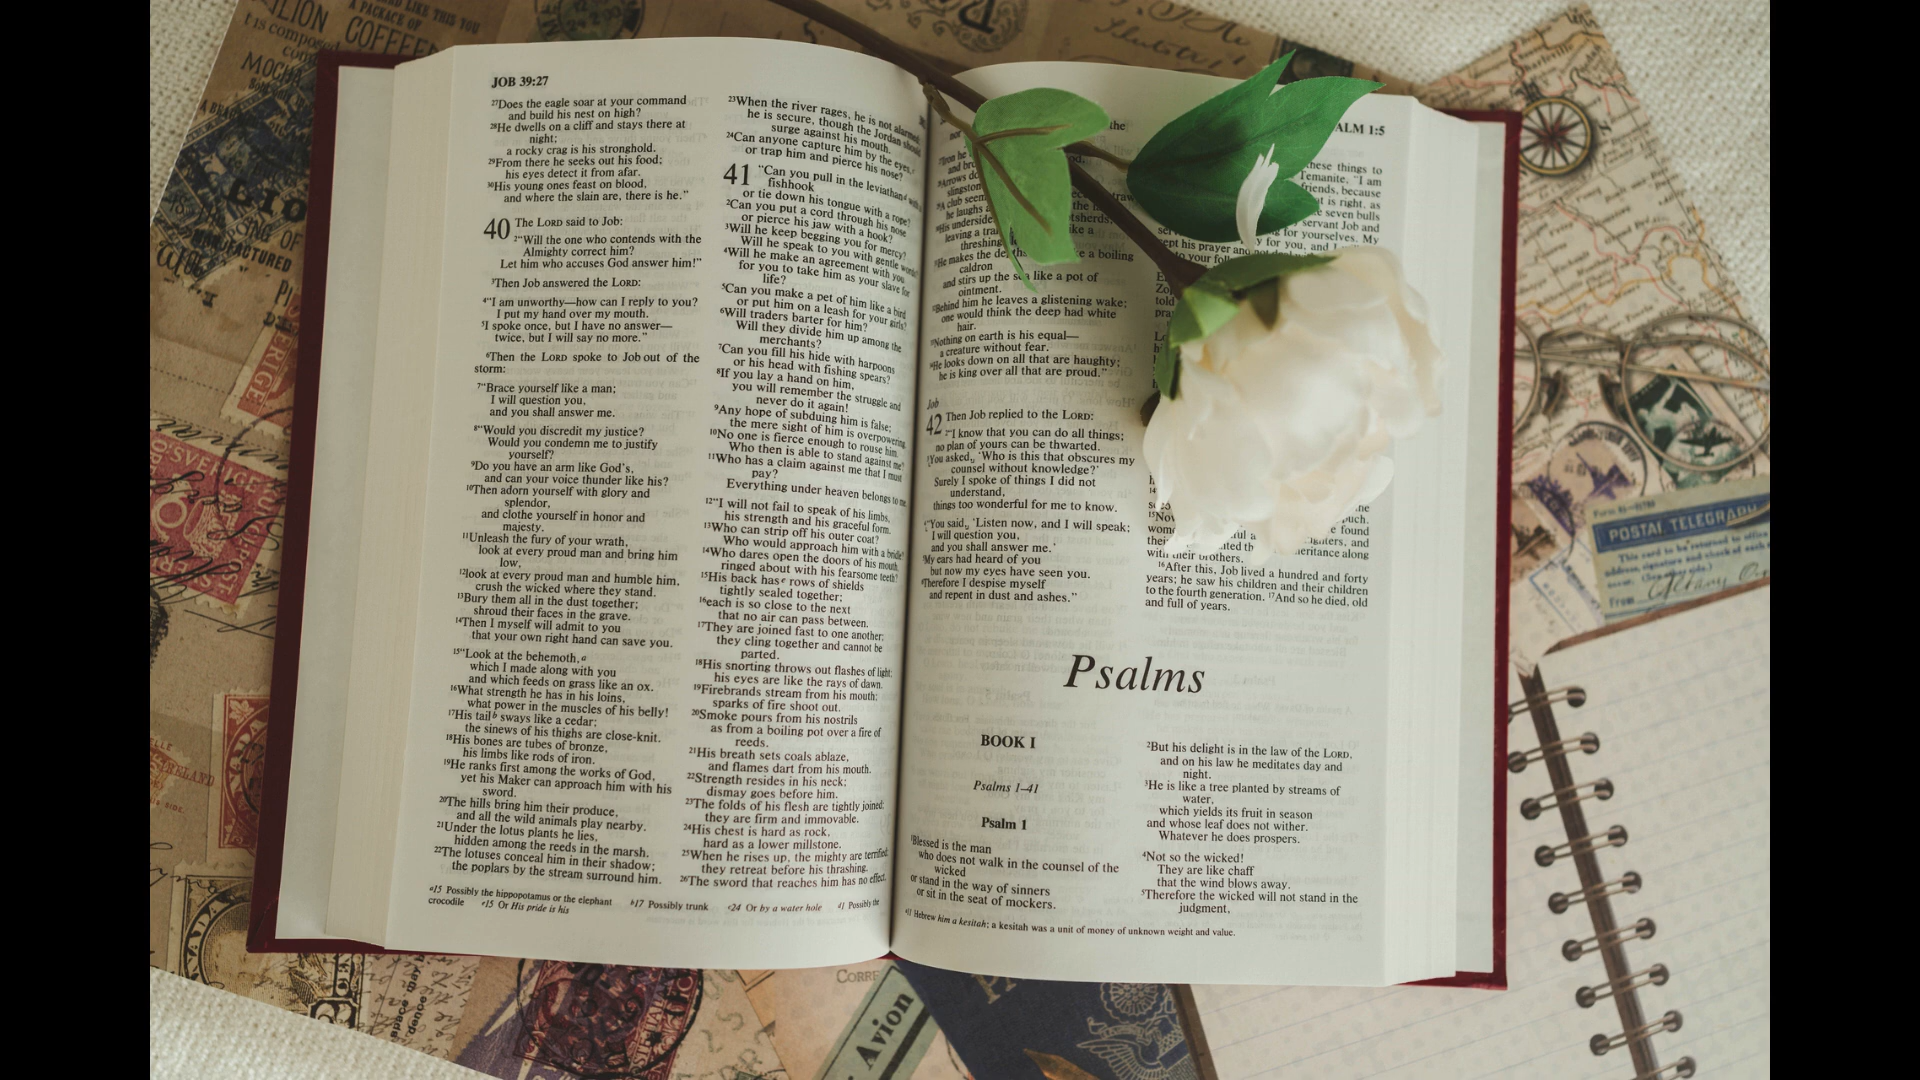 JOB 39:27
27Does the eagle soar at your command
and build his nest on high?
28He dwells on a cliff and stays there at
night;
a rocky crag is his stronghold.
29From there he seeks out his food;
his eyes detect it from afar.
30His young ones feast on blood,
and where the slain are, there is he."
40 The LORD said to Job:
2"Will the one who contends with the
Almighty correct him?
Let him who accuses God answer him!"
3Then Job answered the LORD:
4"I am unworthy—how can I reply to you?
I put my hand over my mouth.
5I spoke once, but I have no answer—
twice, but I will say no more."
6Then the LORD spoke to Job out of the
storm:
7"Brace yourself like a man;
I will question you,
and you shall answer me.
8"Would you discredit my justice?
Would you condemn me to justify
yourself?
9Do you have an arm like God's,
and can your voice thunder like his?
10Then adorn yourself with glory and
splendor,
and clothe yourself in honor and
majesty.
11Unleash the fury of your wrath,
look at every proud man and bring him
low,
12look at every proud man and humble him,
crush the wicked where they stand.
13Bury them all in the dust together;
shroud their faces in the grave.
14Then I myself will admit to you
that your own right hand can save you.
15"Look at the behemoth,a
which I made along with you
and which feeds on grass like an ox.
16What strength he has in his loins,
what power in the muscles of his belly!
17His tailb sways like a cedar;
the sinews of his thighs are close-knit.
18His bones are tubes of bronze,
his limbs like rods of iron.
19He ranks first among the works of God,
yet his Maker can approach him with his
sword.
20The hills bring him their produce,
and all the wild animals play nearby.
21Under the lotus plants he lies,
hidden among the reeds in the marsh.
22The lotuses conceal him in their shadow;
the poplars by the stream surround him.
23When the river rages, he is not alarmed;
he is secure, though the Jordan should
surge against his mouth.
24Can anyone capture him by the eyes,c
or trap him and pierce his nose?
41 "Can you pull in the leviathand with a
fishhook
or tie down his tongue with a rope?
2Can you put a cord through his nose
or pierce his jaw with a hook?
3Will he keep begging you for mercy?
Will he speak to you with gentle words?
4Will he make an agreement with you
for you to take him as your slave for
life?
5Can you make a pet of him like a bird
or put him on a leash for your girls?
6Will traders barter for him?
Will they divide him up among the
merchants?
7Can you fill his hide with harpoons
or his head with fishing spears?
8If you lay a hand on him,
you will remember the struggle and
never do it again!
9Any hope of subduing him is false;
the mere sight of him is overpowering.
10No one is fierce enough to rouse him.
Who then is able to stand against me?
11Who has a claim against me that I must
pay?
Everything under heaven belongs to me.
12"I will not fail to speak of his limbs,
his strength and his graceful form.
13Who can strip off his outer coat?
Who would approach him with a bridle?
14Who dares open the doors of his mouth,
ringed about with his fearsome teeth?
15His back hase rows of shields
tightly sealed together;
16each is so close to the next
that no air can pass between.
17They are joined fast to one another;
they cling together and cannot be
parted.
18His snorting throws out flashes of light;
his eyes are like the rays of dawn.
19Firebrands stream from his mouth;
sparks of fire shoot out.
20Smoke pours from his nostrils
as from a boiling pot over a fire of
reeds.
21His breath sets coals ablaze,
and flames dart from his mouth.
22Strength resides in his neck;
dismay goes before him.
23The folds of his flesh are tightly joined;
they are firm and immovable.
24His chest is hard as rock,
hard as a lower millstone.
25When he rises up, the mighty are terrified;
they retreat before his thrashing.
26The sword that reaches him has no effect,
a15 Possibly the hippopotamus or the elephant b17 Possibly trunk c24 Or by a water hole d1 Possibly the
crocodile e15 Or His pride is his
ALM 1:5
the
threshing
caldron
and stirs up the sea like a pot of
ointment.
Behind him he leaves a glistening wake;
one would think the deep had white
hair.
Nothing on earth is his equal—
a creature without fear.
He looks down on all that are haughty;
he is king over all that are proud."
Job
42 Then Job replied to the LORD:
2"I know that you can do all things;
no plan of yours can be thwarted.
You asked, 'Who is this that obscures my
counsel without knowledge?'
Surely I spoke of things I did not
understand,
things too wonderful for me to know.
"You said, 'Listen now, and I will speak;
I will question you,
and you shall answer me.'
My ears had heard of you
but now my eyes have seen you.
Therefore I despise myself
and repent in dust and ashes."
these things to
Temanite, "I am
friends, because
is right, as
seven bulls
servant Job and
for yourselves. My
his prayer and
found
and
inheritance along
with their brothers.
16After this, Job lived a hundred and forty
years; he saw his children and their children
to the fourth generation. 17And so he died, old
and full of years.
Psalms
BOOK I
Psalms 1–41
Psalm 1
1Blessed is the man
who does not walk in the counsel of the
wicked
or stand in the way of sinners
or sit in the seat of mockers.
2But his delight is in the law of the LORD,
and on his law he meditates day and
night.
3He is like a tree planted by streams of
water,
which yields its fruit in season
and whose leaf does not wither.
Whatever he does prospers.
4Not so the wicked!
They are like chaff
that the wind blows away.
5Therefore the wicked will not stand in the
judgment,
Hebrew him a kesitah; a kesitah was a unit of money of unknown weight and value.
A PACKAGE OF
COFFEE
MOCHA
SVERIGE
POSTAL TELEGRAPH
From
Albany
Avion
CORRE